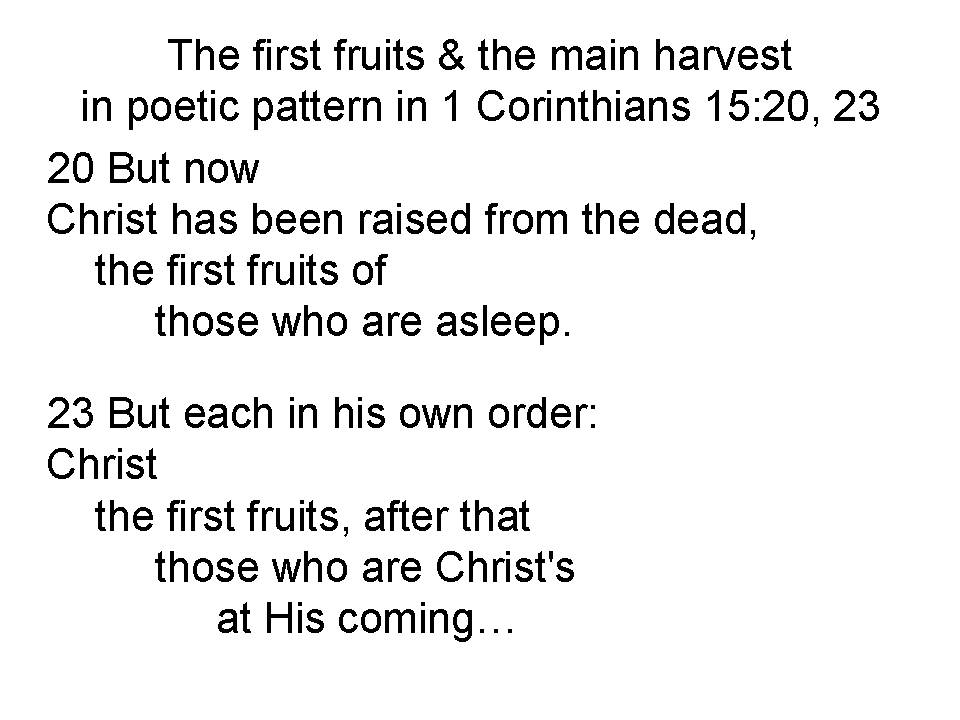 The first fruits & the main harvest
in poetic pattern in 1 Corinthians 15:20, 23
20 But now
Christ has been raised from the dead,
the first fruits of
those who are asleep.
23 But each in his own order:
Christ
the first fruits, after that
those who are Christ's
at His coming…